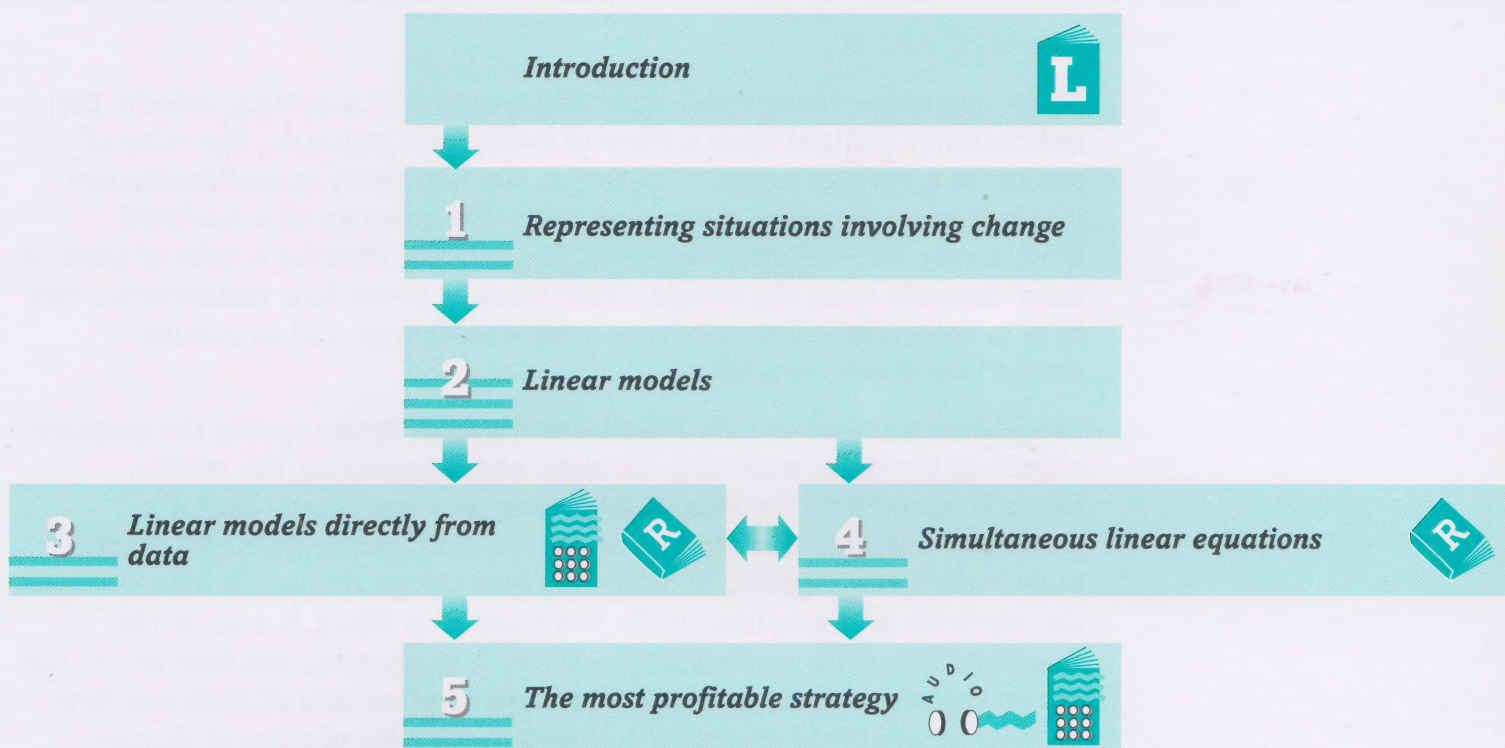 Introduction
L
1
Representing situations involving change
2
Linear models
3
Linear models directly from
data
R
4
Simultaneous linear equations
R
5
The most profitable strategy
AUDIO